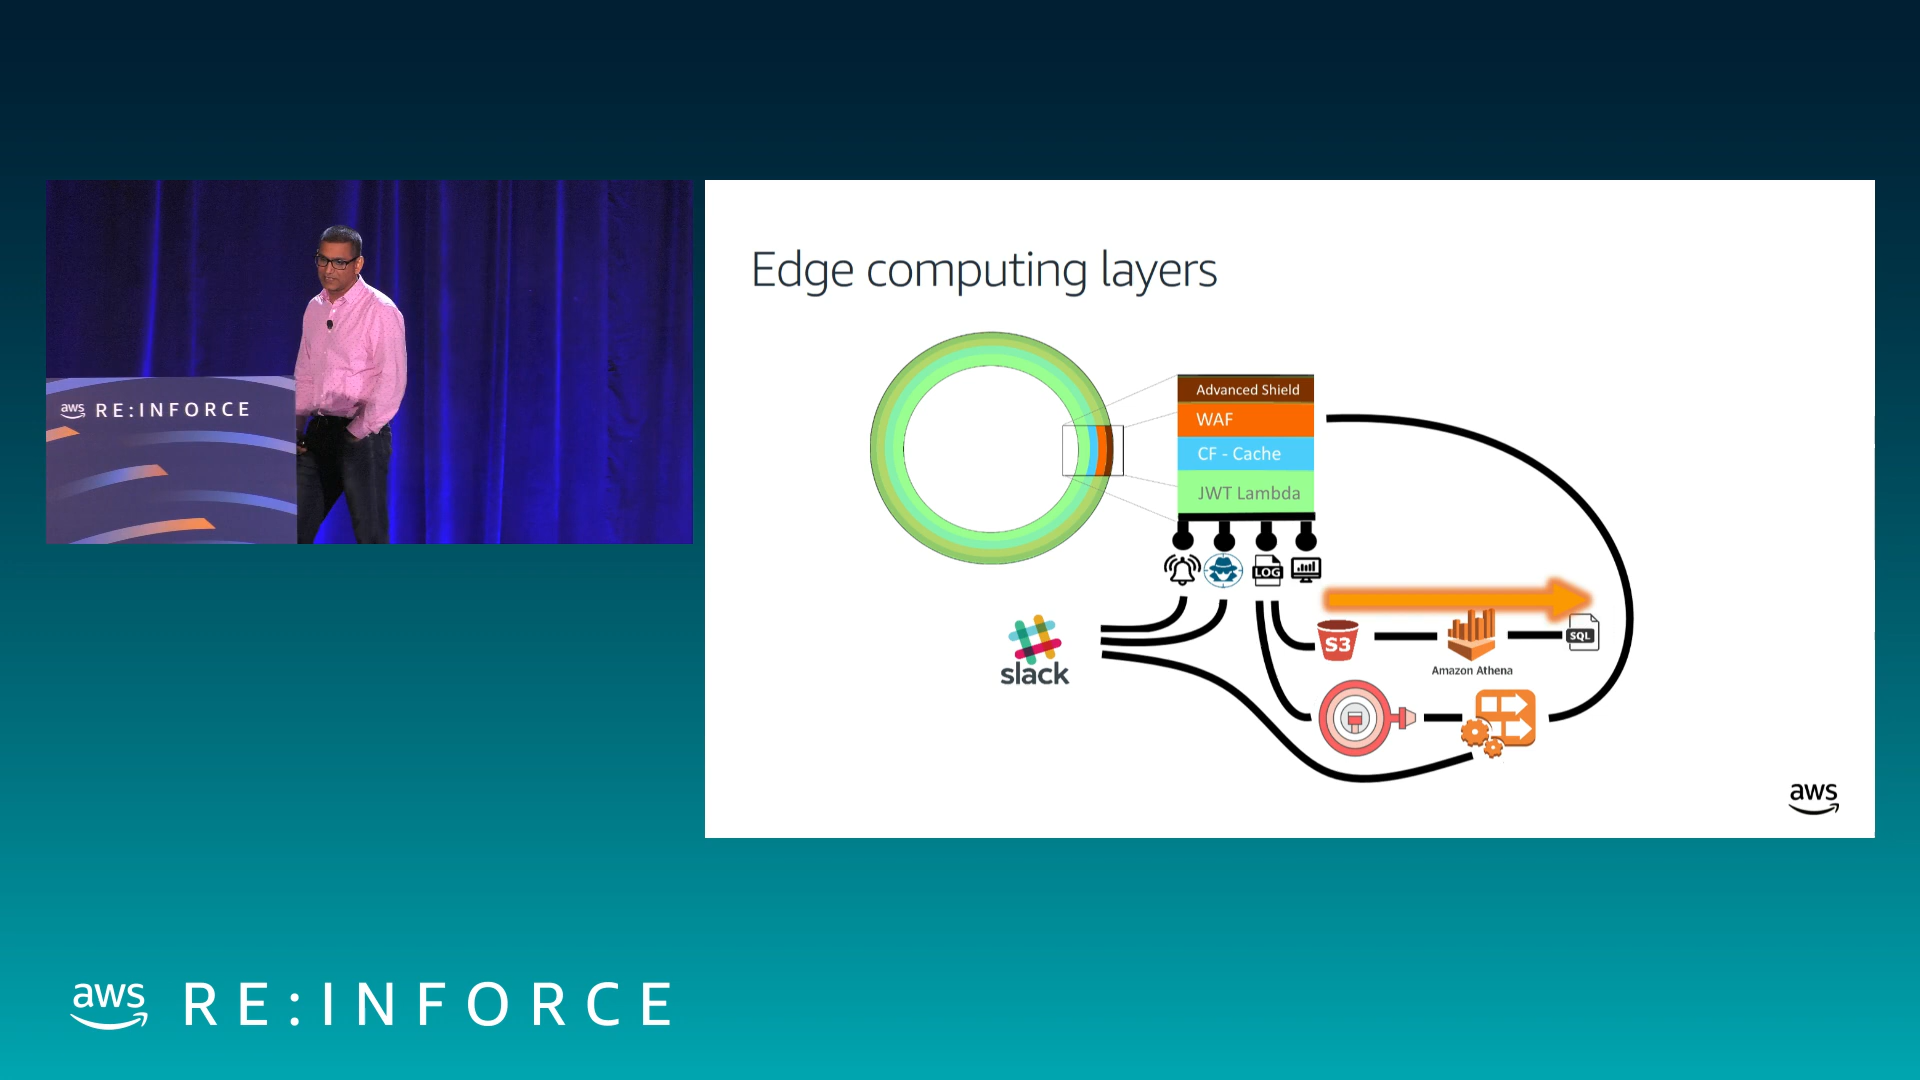 aws RE:INFORCE
Edge computing layers
Advanced Shield
WAF
CF - Cache
JWT Lambda
LOG
slack
S3
Amazon Athena
SQL
aws
aws RE:INFORCE